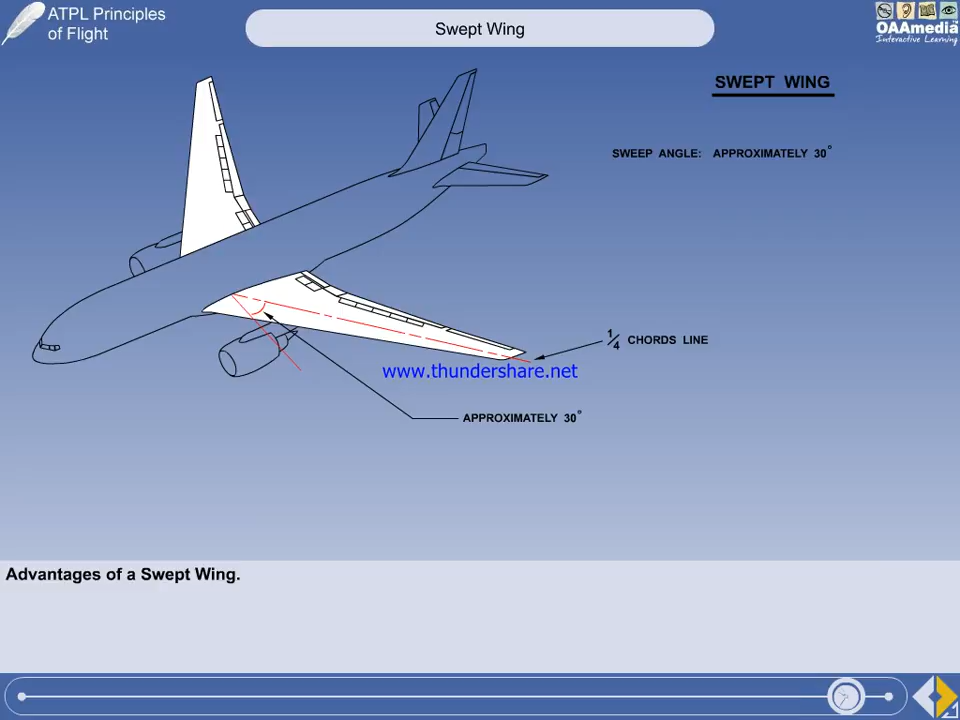 ATPL Principles
of Flight
Swept Wing
OAAmedia
Interactive Learning
SWEPT WING
SWEEP ANGLE: APPROXIMATELY 30°
1/4 CHORDS LINE
www.thundershare.net
APPROXIMATELY 30°
Advantages of a Swept Wing.